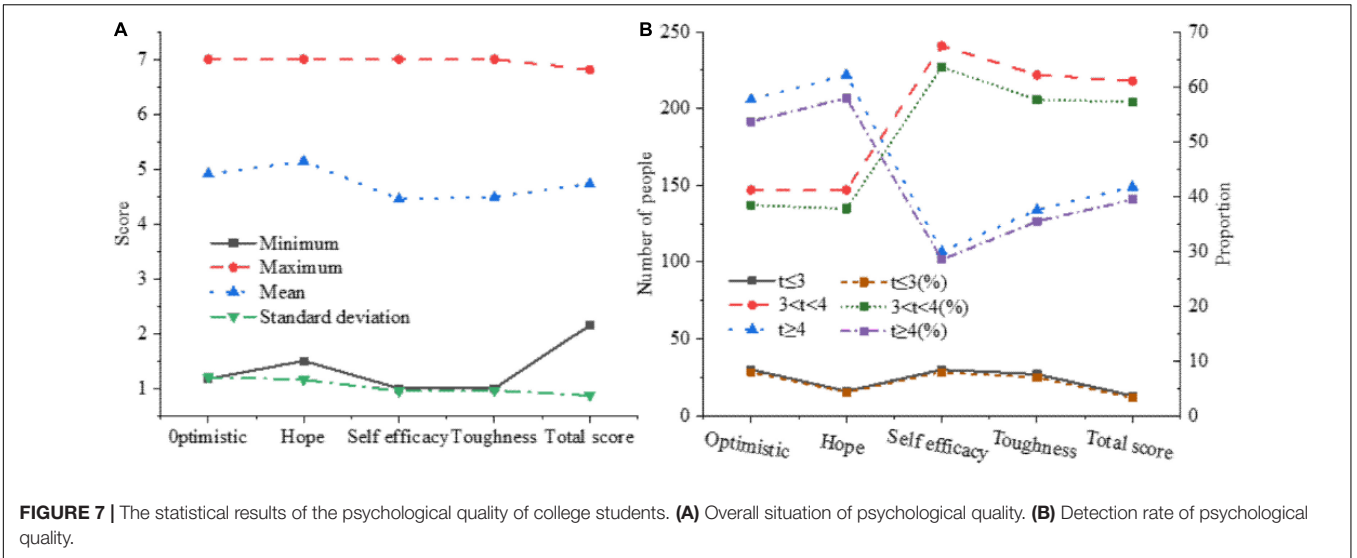 A
7
6
5
4
3
2
1
Score
Minimum
Maximum
Mean
Standard deviation
0ptimistic Hope Self efficacy Toughness Total score
B
250
200
150
100
50
0
Number of people
70
60
50
40
30
20
10
0
Proportion
t≤3 t≤3(%)
3<t<4 3<t<4(%)
t≥4 t≥4(%)
Optimistic Hope Self efficacy Toughness Total score
FIGURE 7 | The statistical results of the psychological quality of college students. (A) Overall situation of psychological quality. (B) Detection rate of psychological
quality.